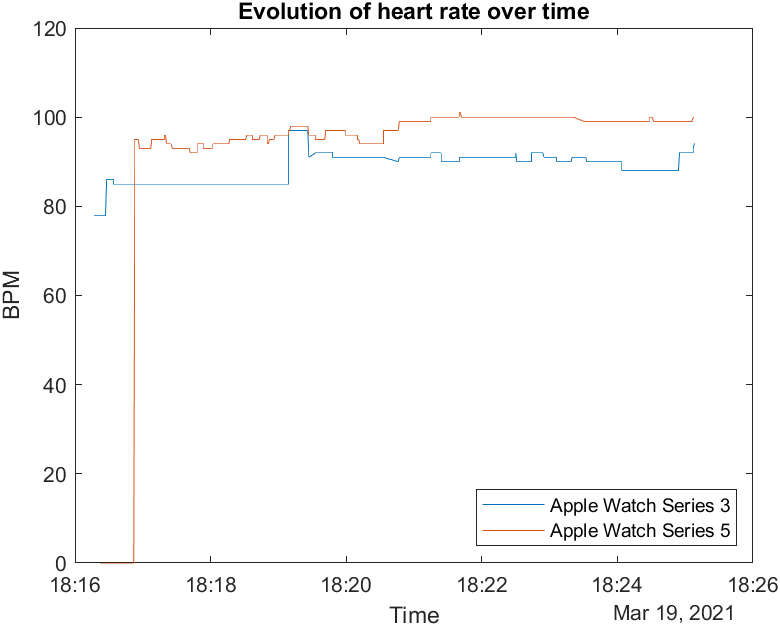 Evolution of heart rate over time
120
100
80
60
40
20
0
BPM
18:16
18:18
18:20
18:22
18:24
18:26
Time
Mar 19, 2021
Apple Watch Series 3
Apple Watch Series 5